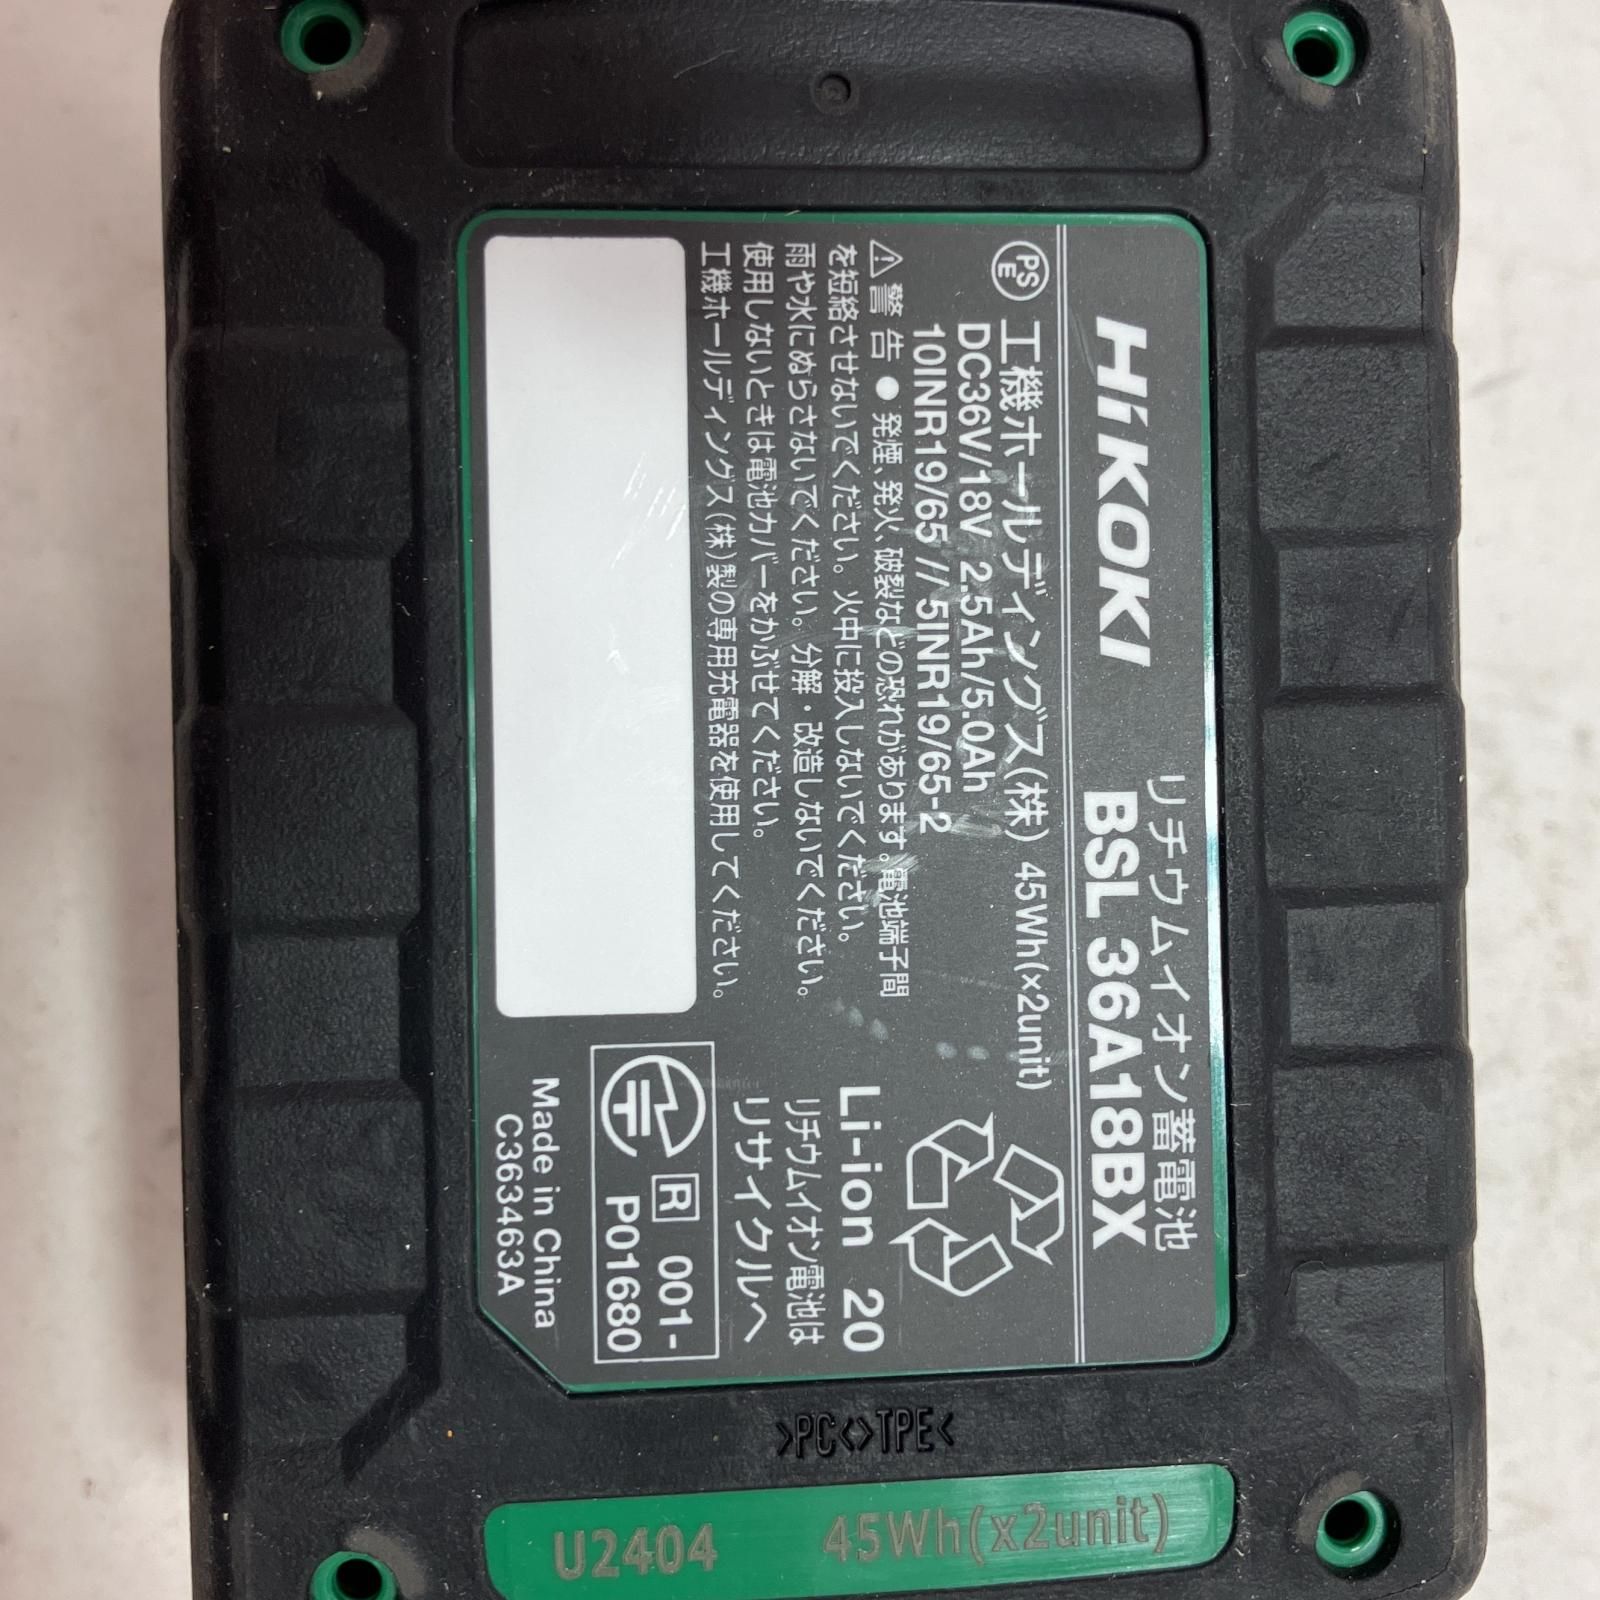 HiKOKI
リチウムイオン蓄電池
BSL 36A18BX
PS
E
工機ホールディングス(株) 45Wh(x2unit)
DC36V/18V 2.5Ah/5.0Ah
10INR19/65 // 5INR19/65-2
⚠警 告 ● 発煙、発火、破裂などの恐れがあります。電池端子間
を短絡させないでください。火中に投入しないでください。
雨や水にぬらさないでください。分解・改造しないでください。
使用しないときは電池カバーをかぶせてください。
工機ホールディングス(株)製の専用充電器を使用してください。
Li-ion 20
リチウムイオン電池は
リサイクルへ
R 001-
P01680
Made in China
C3634463A
>PC<>TPE<
U2404 45Wh(x2unit)